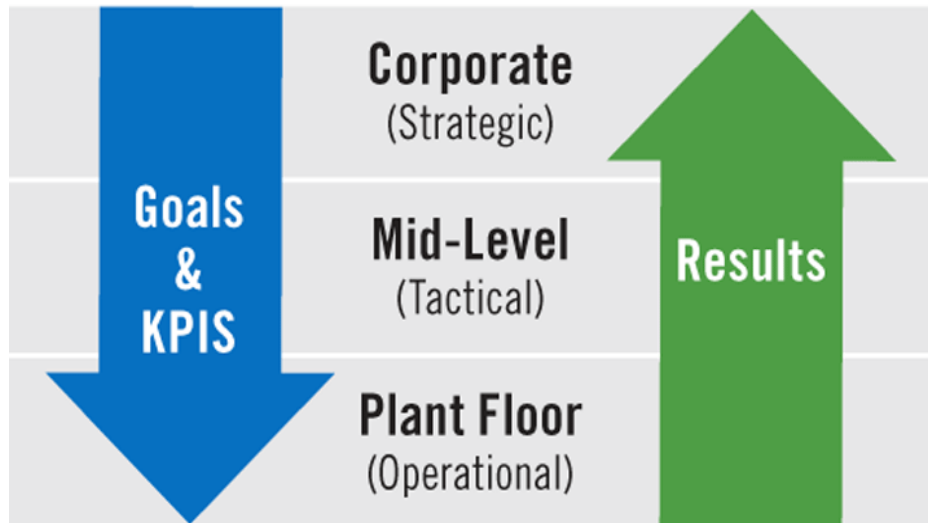 Corporate
(Strategic)
Goals
&
KPIS
Mid-Level
(Tactical)
Results
Plant Floor
(Operational)